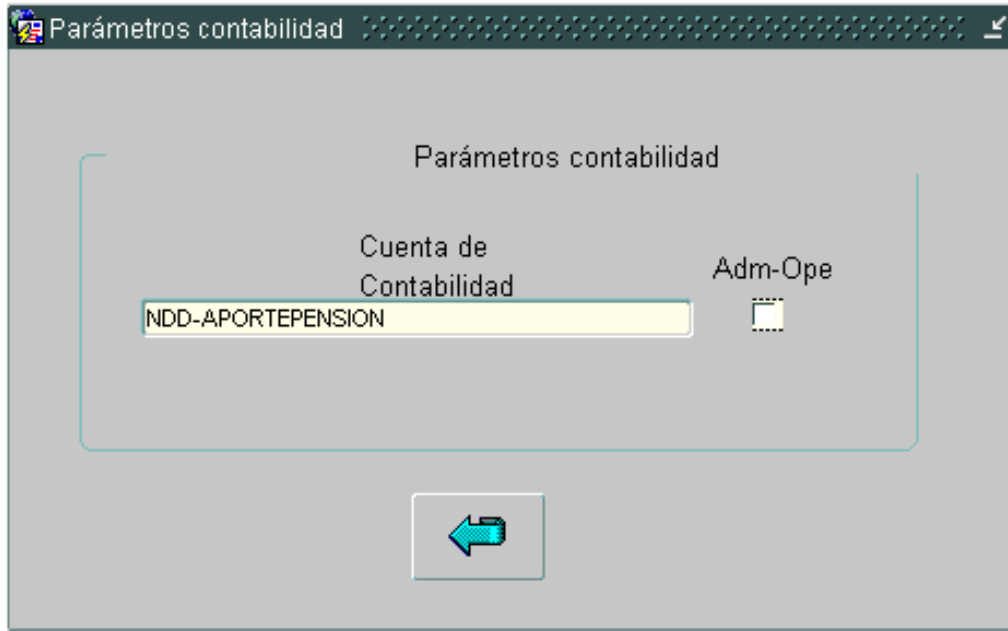 Parámetros contabilidad
Parámetros contabilidad
Cuenta de
Contabilidad
Adm-Ope
NDD-APORTEPENSION